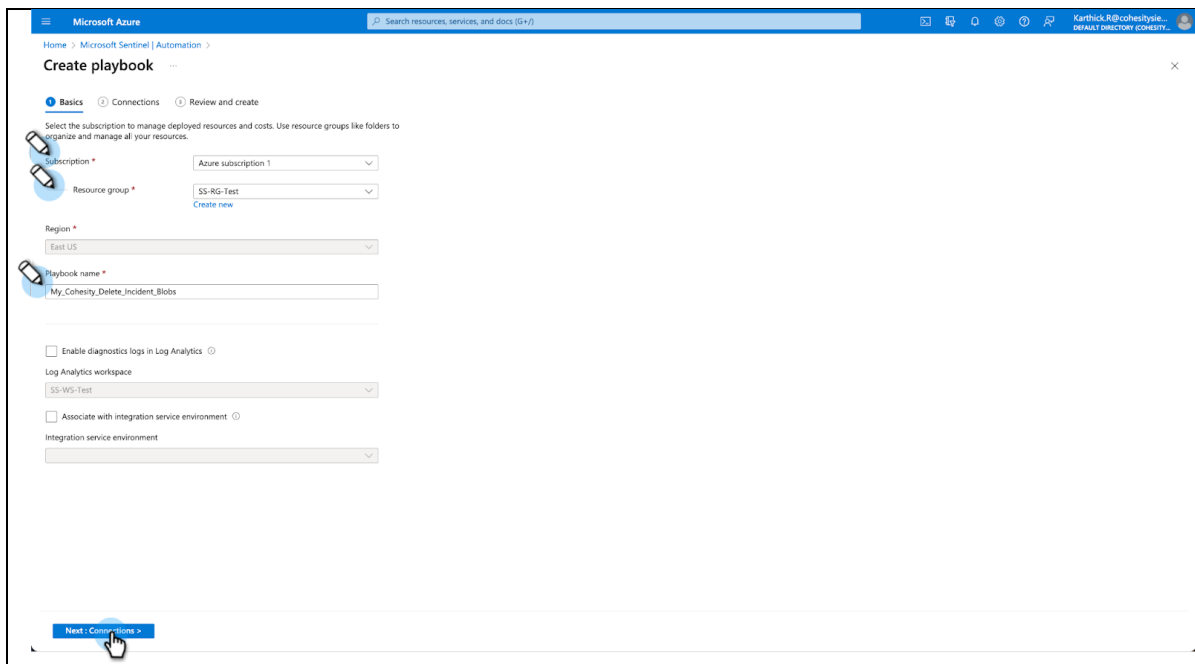 Microsoft Azure
Search resources, services, and docs (G+/)
Karthick.R@cohesitysie...
DEFAULT DIRECTORY (COHESITY...
Home > Microsoft Sentinel | Automation >
Create playbook ...
1 Basics 2 Connections 3 Review and create
Select the subscription to manage deployed resources and costs. Use resource groups like folders to
organize and manage all your resources.
Subscription * Azure subscription 1
Resource group * SS-RG-Test
Create new
Region *
East US
Playbook name *
My_Cohesity_Delete_Incident_Blobs
Enable diagnostics logs in Log Analytics
Log Analytics workspace
SS-WS-Test
Associate with integration service environment
Integration service environment
Next : Connections >